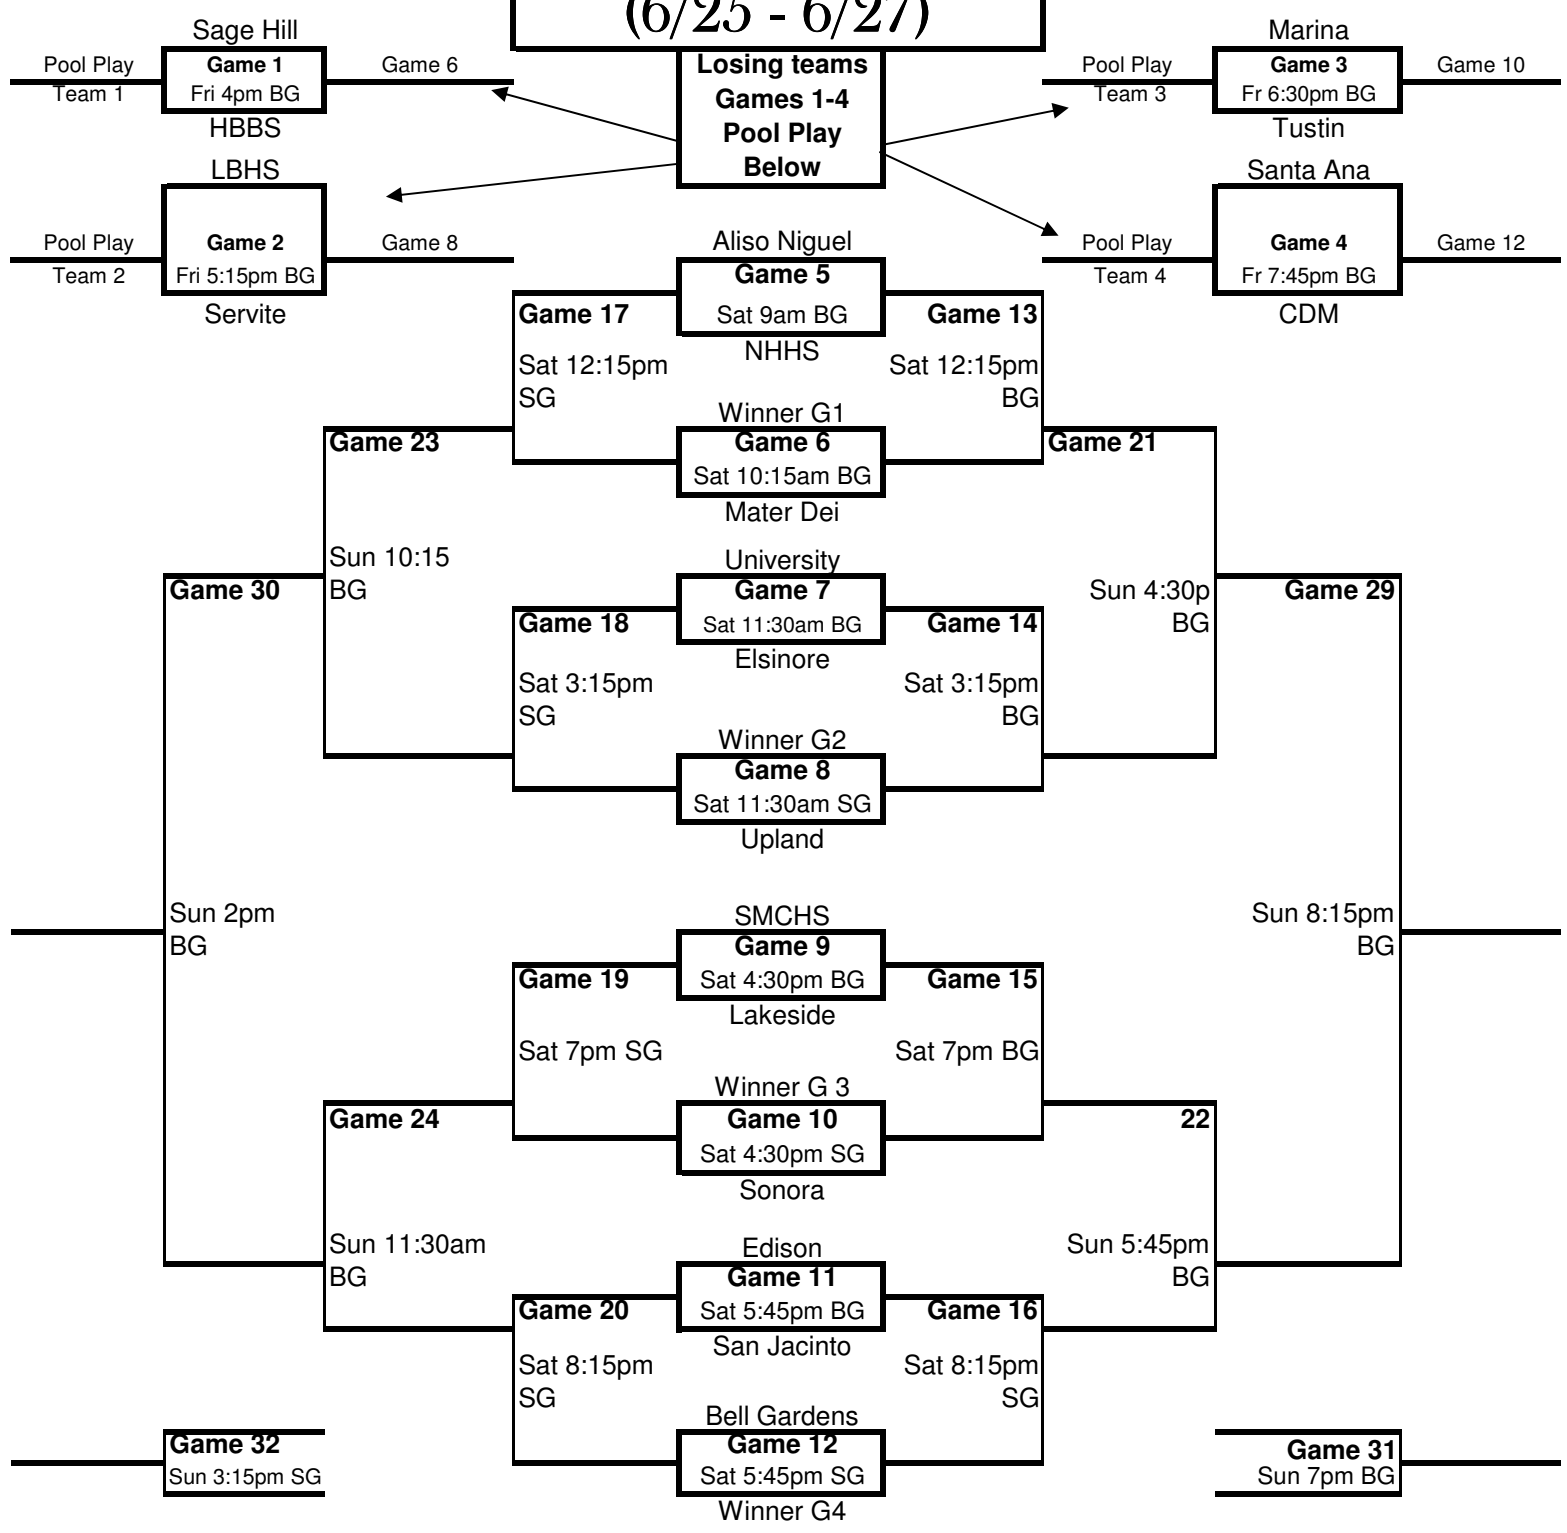 (6/25 - 6/27)
Sage Hill
Marina
Pool Play
Game 1
Game 6
Losing teams
Pool Play
Game 3
Game 10
Team 1
Fri 4pm BG
Games 1-4
Team 3
Fr 6:30pm BG
HBBS
Pool Play
Tustin
LBHS
Below
Santa Ana
Pool Play
Game 2
Game 8
Aliso Niguel
Pool Play
Game 4
Game 12
Team 2
Fri 5:15pm BG
Game 5
Team 4
Fr 7:45pm BG
Servite
Game 17
Sat 9am BG
Game 13
CDM
NHHS
Sat 12:15pm
SG
Sat 12:15pm
BG
Winner G1
Game 23
Game 6
Game 21
Sat 10:15am BG
Mater Dei
Sun 10:15
BG
University
Game 30
Game 7
Sun 4:30p
BG
Game 29
Game 18
Sat 11:30am BG
Game 14
Elsinore
Sat 3:15pm
SG
Sat 3:15pm
BG
Winner G2
Game 8
Sat 11:30am SG
Upland
Sun 2pm
BG
SMCHS
Sun 8:15pm
BG
Game 9
Game 19
Sat 4:30pm BG
Game 15
Lakeside
Sat 7pm SG
Sat 7pm BG
Winner G 3
Game 24
Game 10
22
Sat 4:30pm SG
Sonora
Sun 11:30am
BG
Edison
Sun 5:45pm
BG
Game 11
Game 20
Sat 5:45pm BG
Game 16
San Jacinto
Sat 8:15pm
SG
Sat 8:15pm
SG
Bell Gardens
Game 32
Game 12
Game 31
Sun 3:15pm SG
Sat 5:45pm SG
Sun 7pm BG
Winner G4